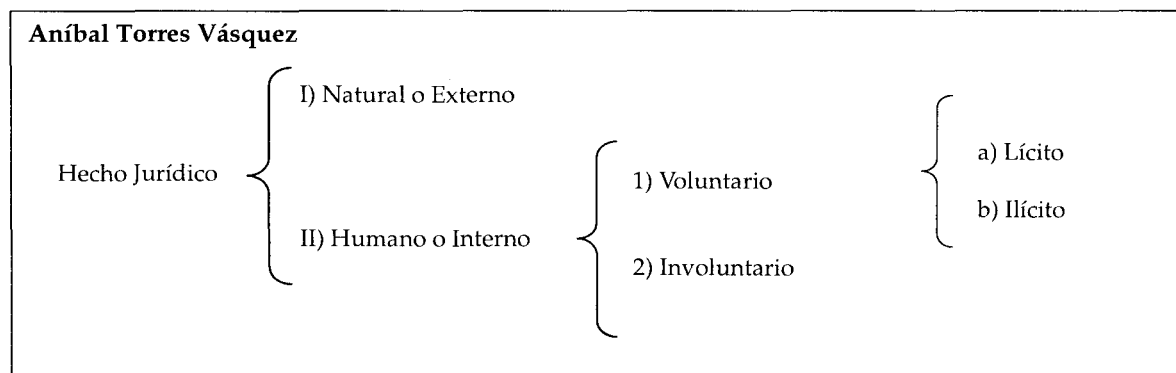 Aníbal Torres Vásquez
I) Natural o Externo
Hecho Jurídico
II) Humano o Interno
1) Voluntario
2) Involuntario
a) Lícito
b) Ilícito